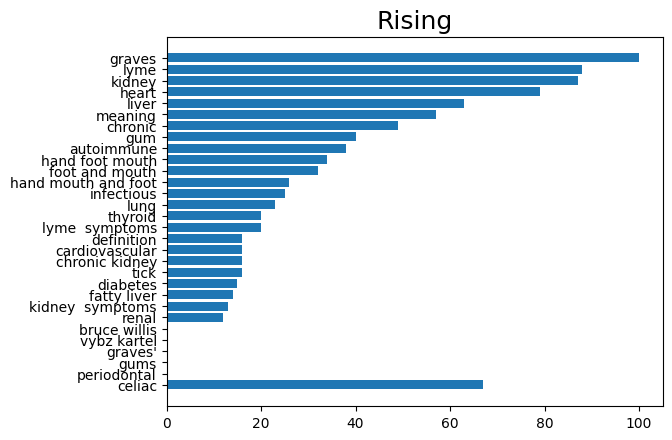 Rising
graves
lyme
kidney
heart
liver
meaning
chronic
gum
autoimmune
hand foot mouth
foot and mouth
hand mouth and foot
infectious
lung
thyroid
lyme  symptoms
definition
cardiovascular
chronic kidney
tick
diabetes
fatty liver
kidney  symptoms
renal
bruce willis
vybz kartel
graves'
gums
periodontal
celiac
0 20 40 60 80 100